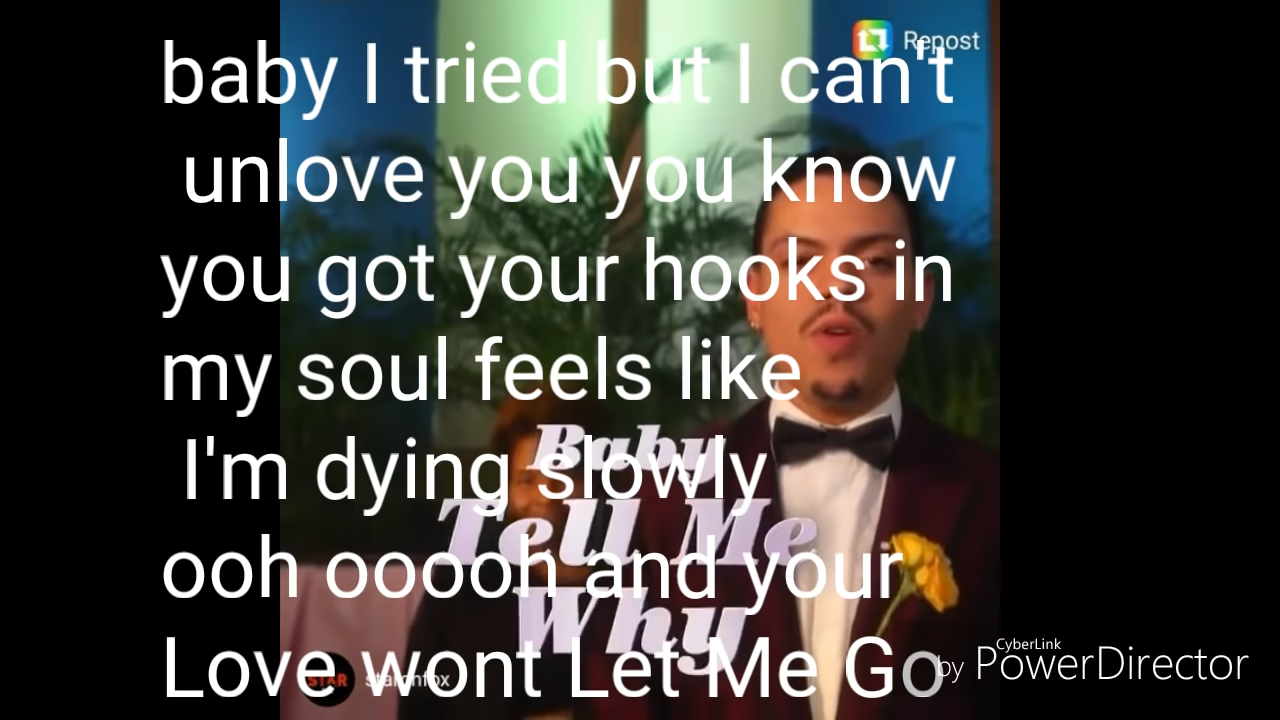 Repost
baby I tried but I can't
unlove you you know
you got your hooks in
my soul feels like
I'm dying slowly
ooh ooooh and your
Love wont Let Me Go
Baby
Tell Me
Why
STAR
staronfox
CyberLink
by PowerDirector